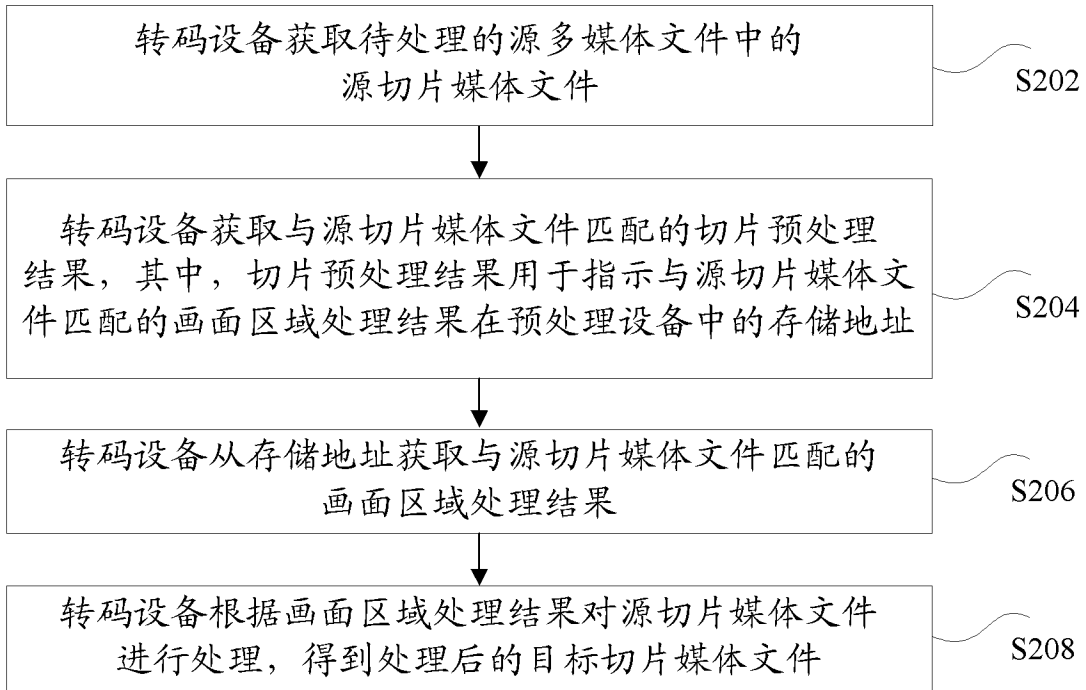 转码设备获取待处理的源多媒体文件中的
源切片媒体文件
S202
转码设备获取与源切片媒体文件匹配的切片预处理
结果，其中，切片预处理结果用于指示与源切片媒体文
件匹配的画面区域处理结果在预处理设备中的存储地址
S204
转码设备从存储地址获取与源切片媒体文件匹配的
画面区域处理结果
S206
转码设备根据画面区域处理结果对源切片媒体文件
进行处理，得到处理后的目标切片媒体文件
S208